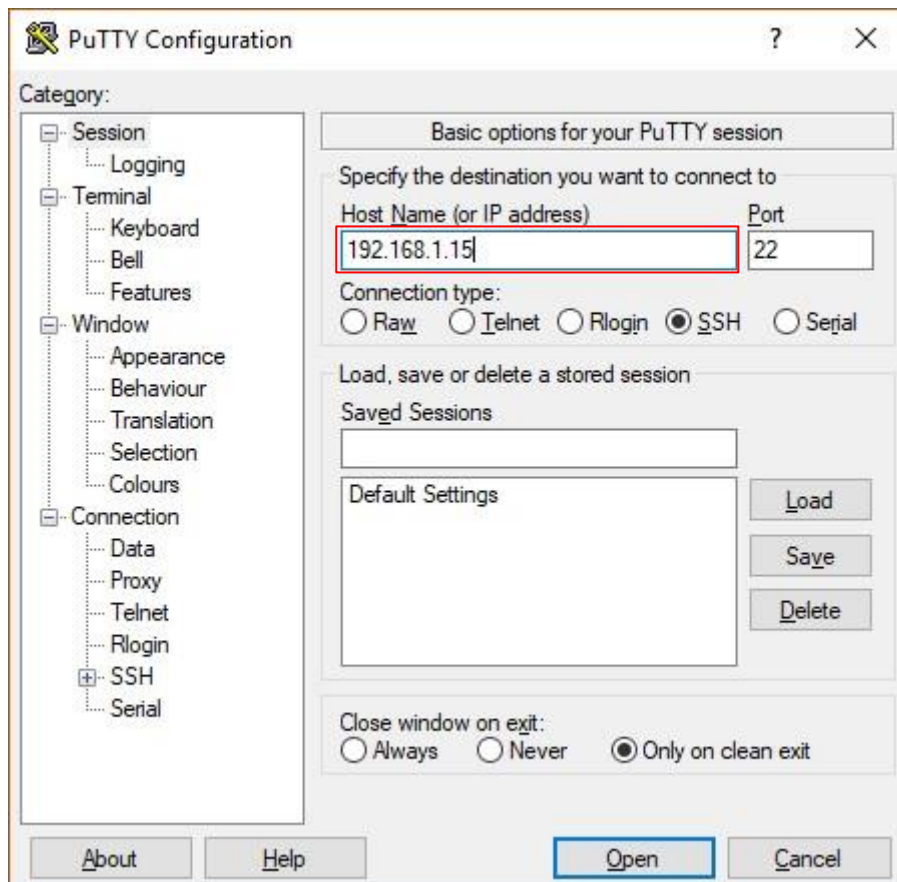 PuTTY Configuration
?
Category:
Session
Logging
Terminal
Keyboard
Bell
Features
Window
Appearance
Behaviour
Translation
Selection
Colours
Connection
Data
Proxy
Telnet
Rlogin
SSH
Serial
Basic options for your PuTTY session
Specify the destination you want to connect to
Host Name (or IP address) Port
192.168.1.15 22
Connection type:
Raw Telnet Rlogin SSH Serial
Load, save or delete a stored session
Saved Sessions
Default Settings
Load
Save
Delete
Close window on exit:
Always Never Only on clean exit
About Help Open Cancel